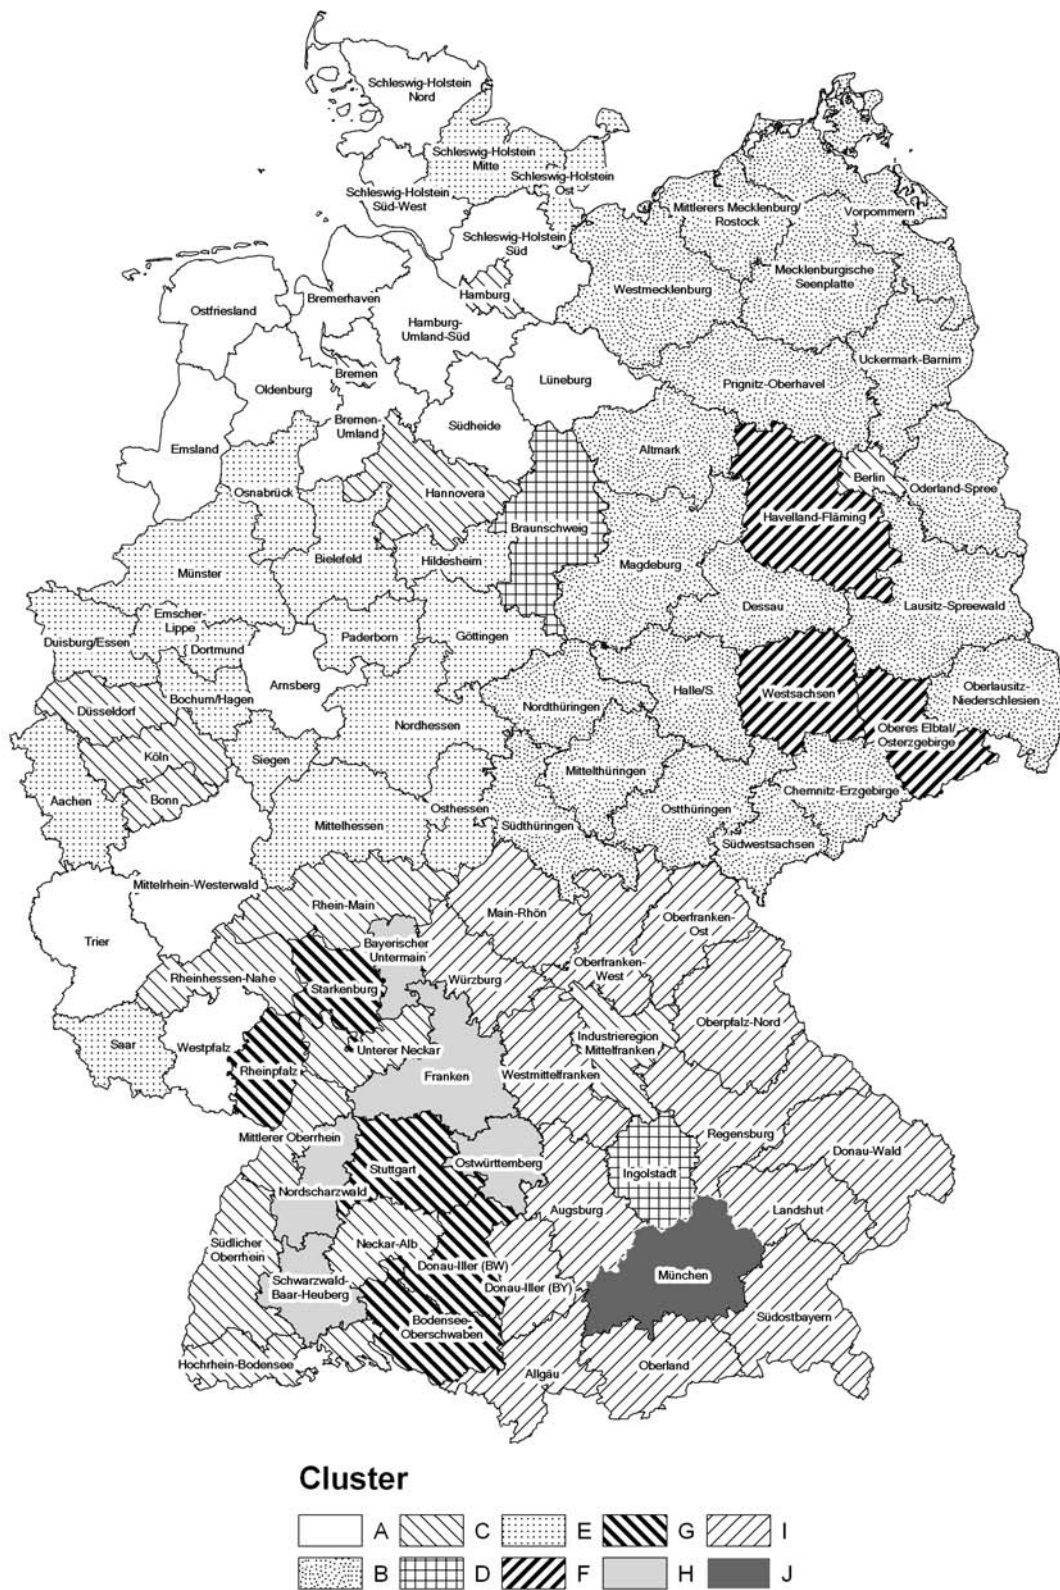 Schleswig-Holstein
Nord
Schleswig-Holstein
Mitte
Schleswig-Holstein
Ost
Schleswig-Holstein
Süd-West
Mittlerers Mecklenburg/
Rostock
Vorpommern
Schleswig-Holstein
Süd
Mecklenburgische
Seenplatte
Westmecklenburg
Hamburg
Bremerhaven
Ostfriesland
Hamburg-
Umland-Süd
Uckermark-Barnim
Bremen
Lüneburg
Prignitz-Oberhavel
Oldenburg
Bremen-
Umland
Südheide
Emsland
Altmark
Berlin
Oderland-Spree
Osnabrück
Hannovera
Havelland-Fläming
Braunschweig
Bielefeld
Hildesheim
Magdeburg
Münster
Dessau
Lausitz-Spreewald
Emscher-
Lippe
Duisburg/Essen
Dortmund
Paderborn
Göttingen
Arnsberg
Halle/S.
Westsachsen
Oberlausitz-
Niederschlesien
Bochum/Hagen
Düsseldorf
Nordthüringen
Nordhessen
Oberes Elbtal/
Osterzgebirge
Köln
Siegen
Mittelthüringen
Chemnitz-Erzgebirge
Aachen
Bonn
Osthessen
Ostthüringen
Mittelhessen
Südthüringen
Südwestsachsen
Mittelrhein-Westerwald
Rhein-Main
Main-Rhön
Oberfranken-
Ost
Trier
Bayerischer
Untermain
Oberfranken-
West
Rheinhessen-Nahe
Starkenburg
Würzburg
Oberpfalz-Nord
Saar
Westpfalz
Unterer Neckar
Industrieregion
Mittelfranken
Rheinpfalz
Franken
Westmittelfranken
Mittlerer Oberrhein
Regensburg
Donau-Wald
Stuttgart
Ostwürttemberg
Ingolstadt
Nordscharzwald
Augsburg
Landshut
Südlicher
Oberrhein
Neckar-Alb
Donau-Iller (BW)
München
Schwarzwald-
Baar-Heuberg
Donau-Iller (BY)
Südostbayern
Bodensee-
Oberschwaben
Hochrhein-Bodensee
Allgäu
Oberland
Cluster
A C E G I
B D F H J